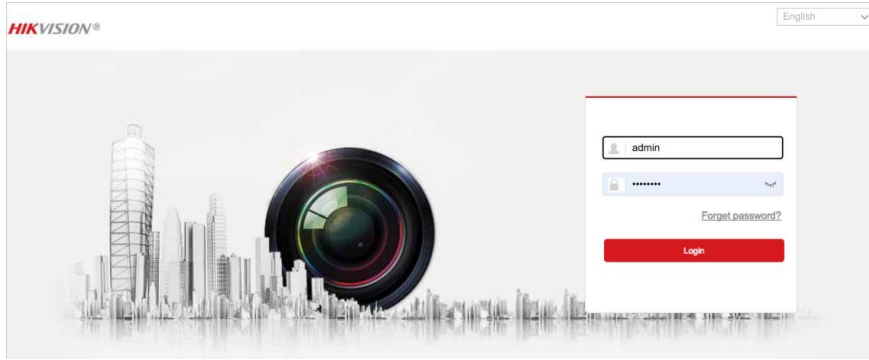 English
HIKVISION®
admin
••••••••
Forget password?
Login